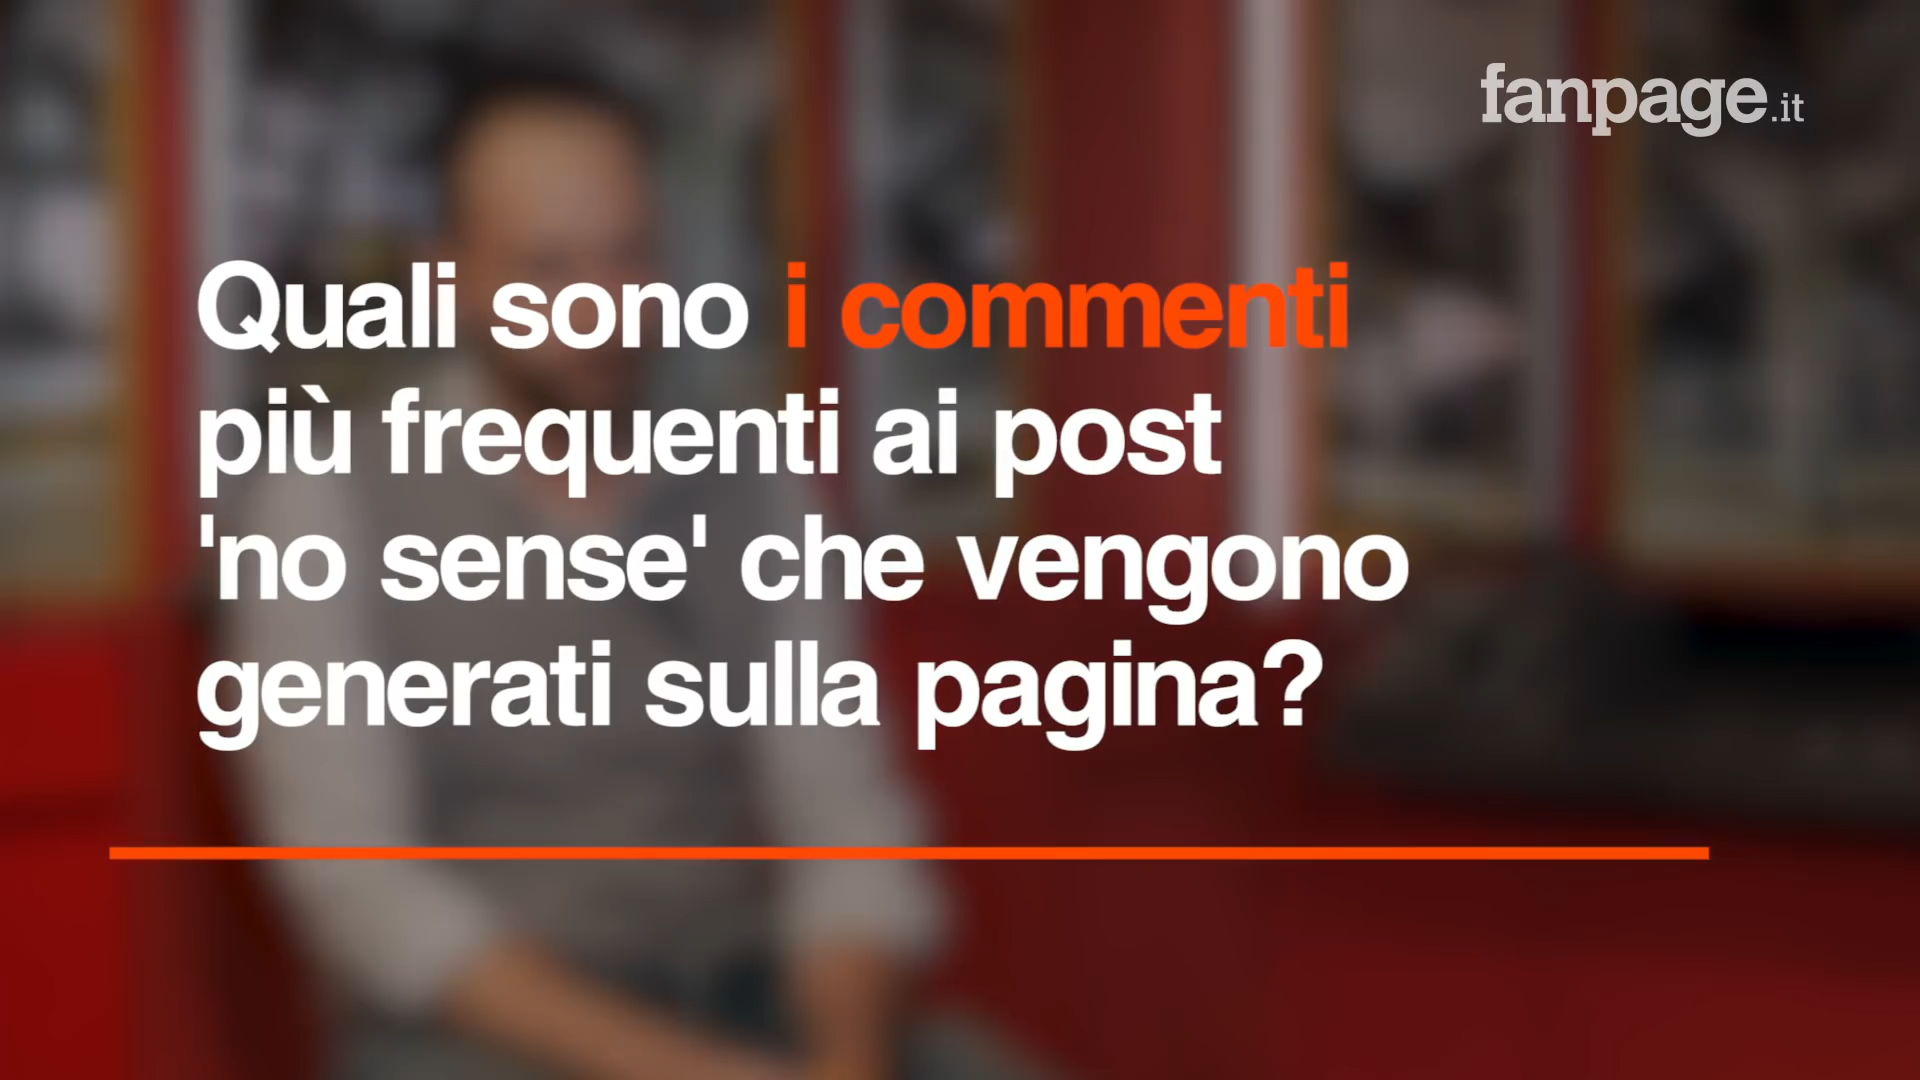 fanpage.it
Quali sono i commenti
più frequenti ai post
'no sense' che vengono
generati sulla pagina?